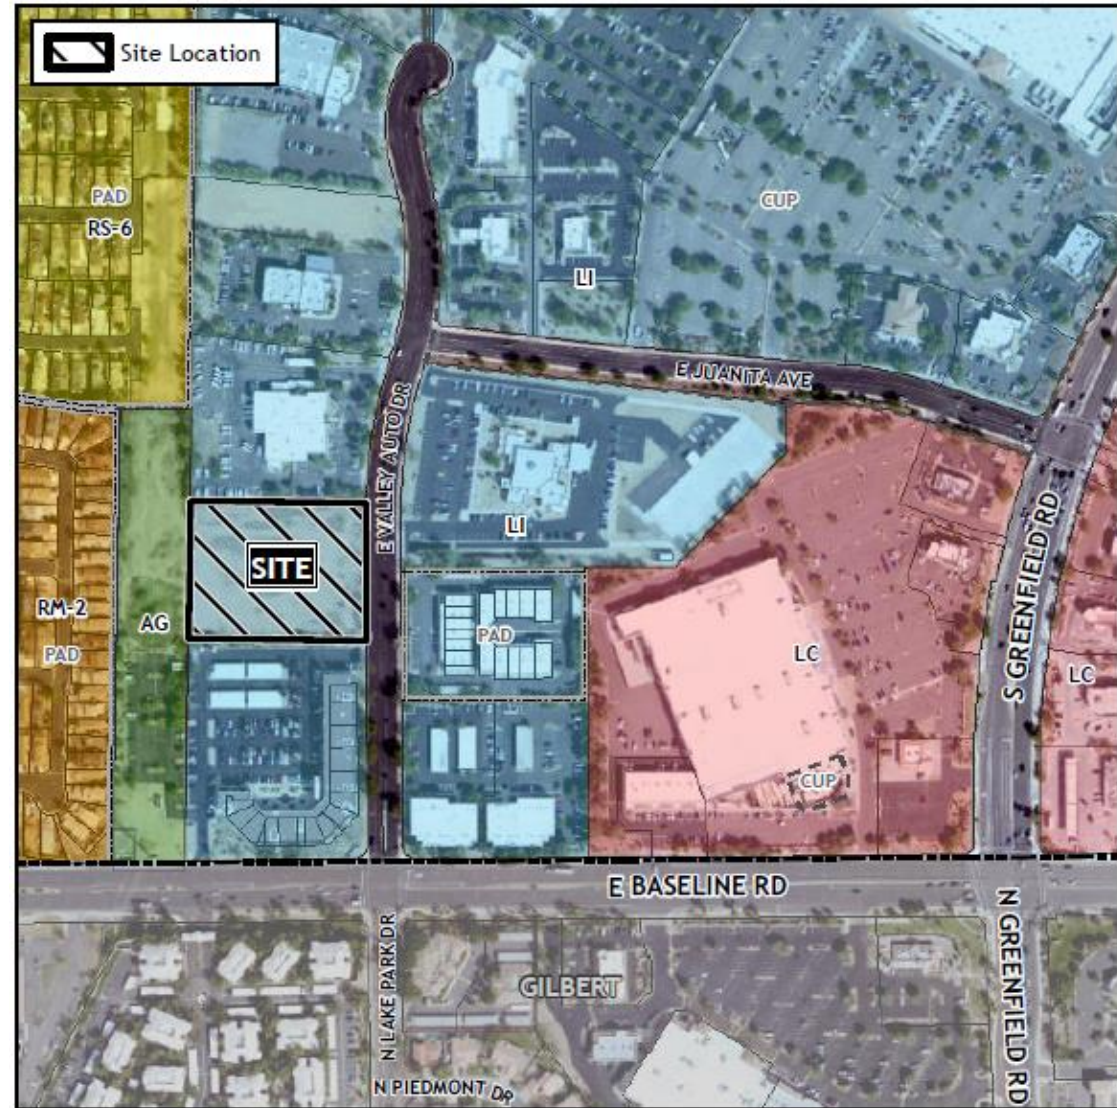 Site Location
PAD
RS-6
CUP
LI
E JUANITA AVE
E VALLEY AUTO DR
LI
SITE
S GREENFIELD RD
RM-2
PAD
AG
PAD
LC
LC
CUP
E BASELINE RD
N LAKE PARK DR
GILBERT
N GREENFIELD RD
N PIEDMONT DR